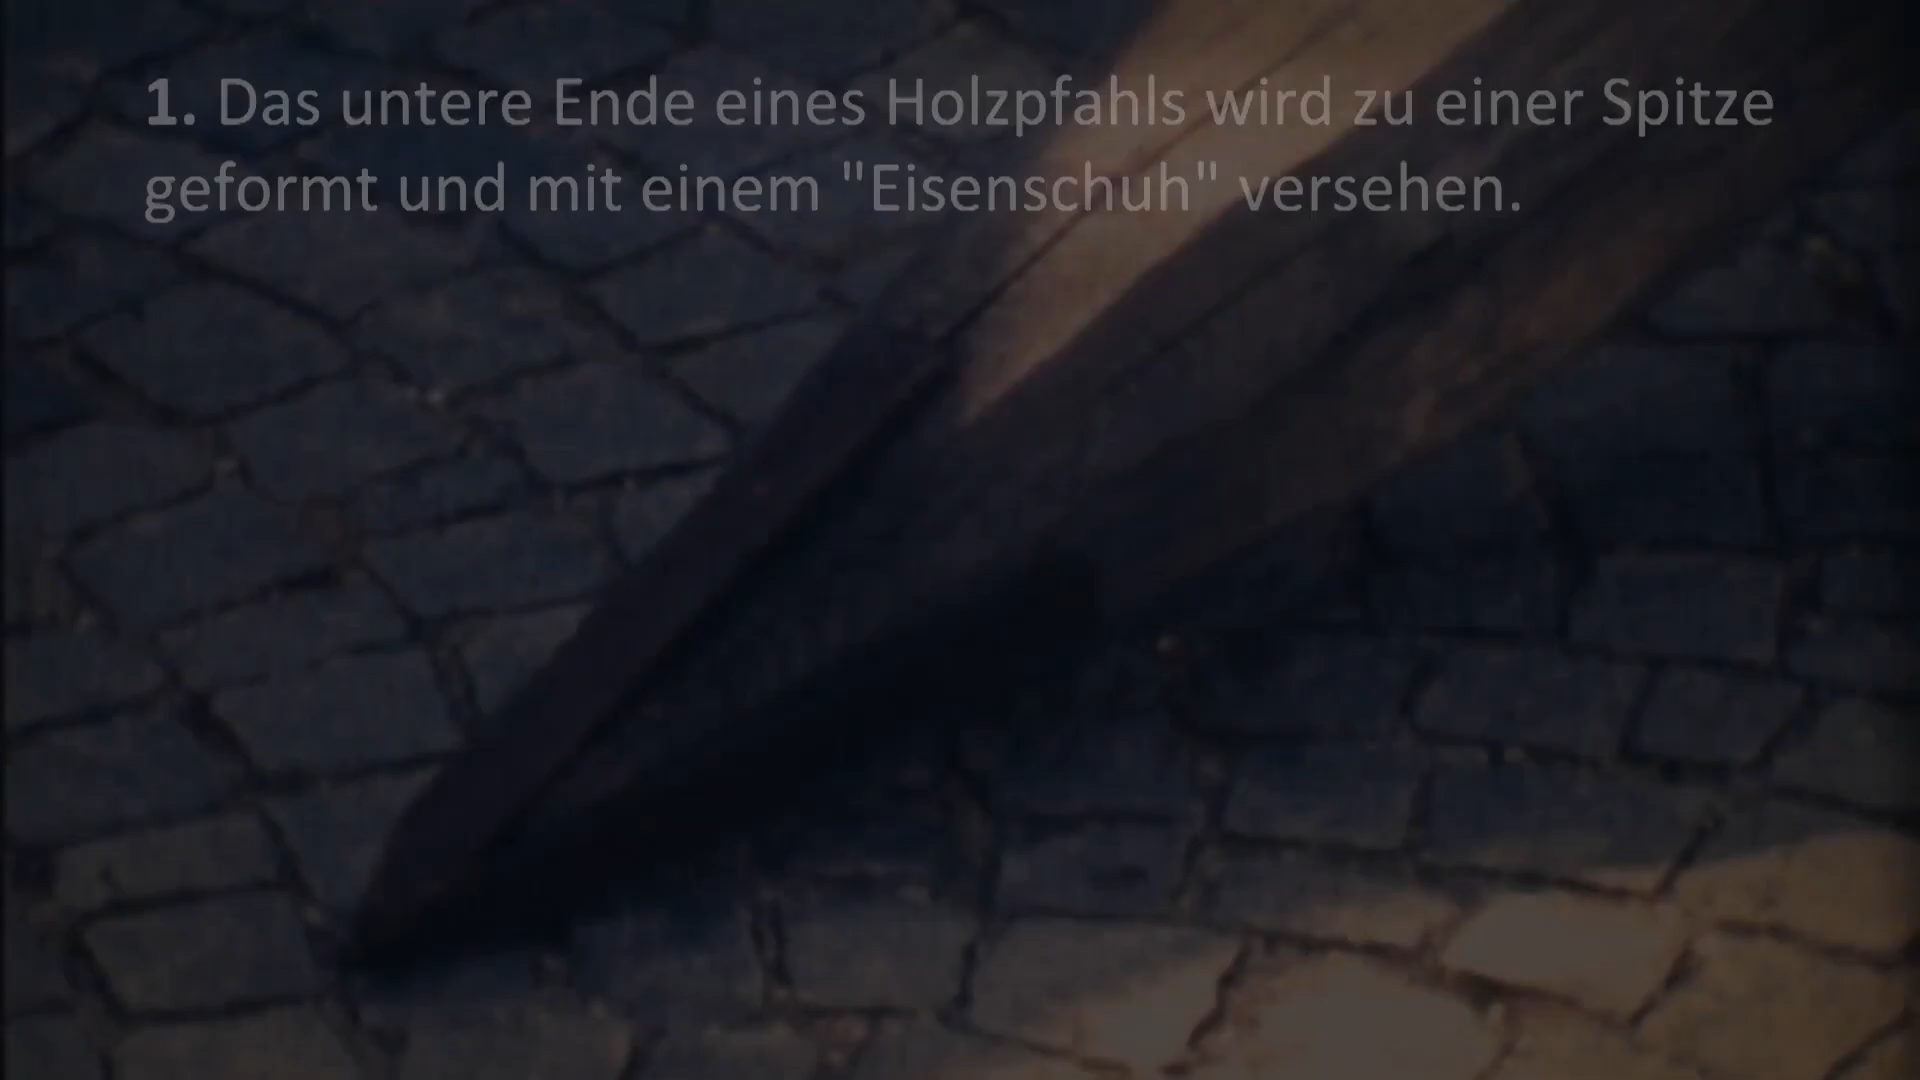 1. Das untere Ende eines Holzpfahls wird zu einer Spitze
geformt und mit einem "Eisenschuh" versehen.